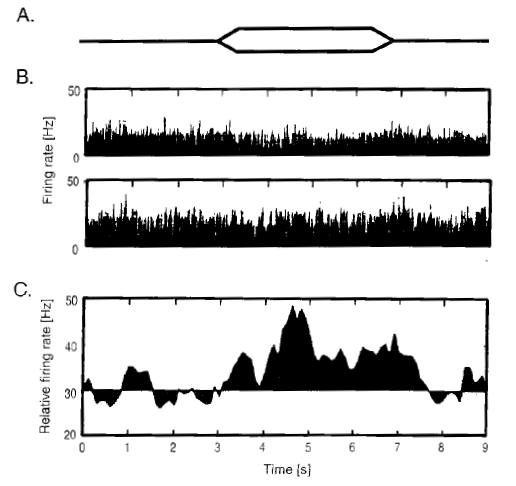 A.
B.
50
0
Firing rate [Hz]
50
0
C.
50
40
30
20
Relative firing rate [Hz]
0 1 2 3 4 5 6 7 8 9
Time {s}